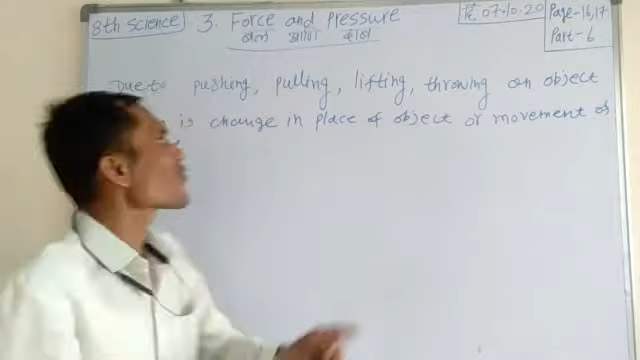 8th Science
3. Force and Pressure
बल आणि दाब
दि. 07.10.20
Page-16,17
Part-6
Due to pushing, pulling, lifting, throwing an object
is change in place of object or movement of